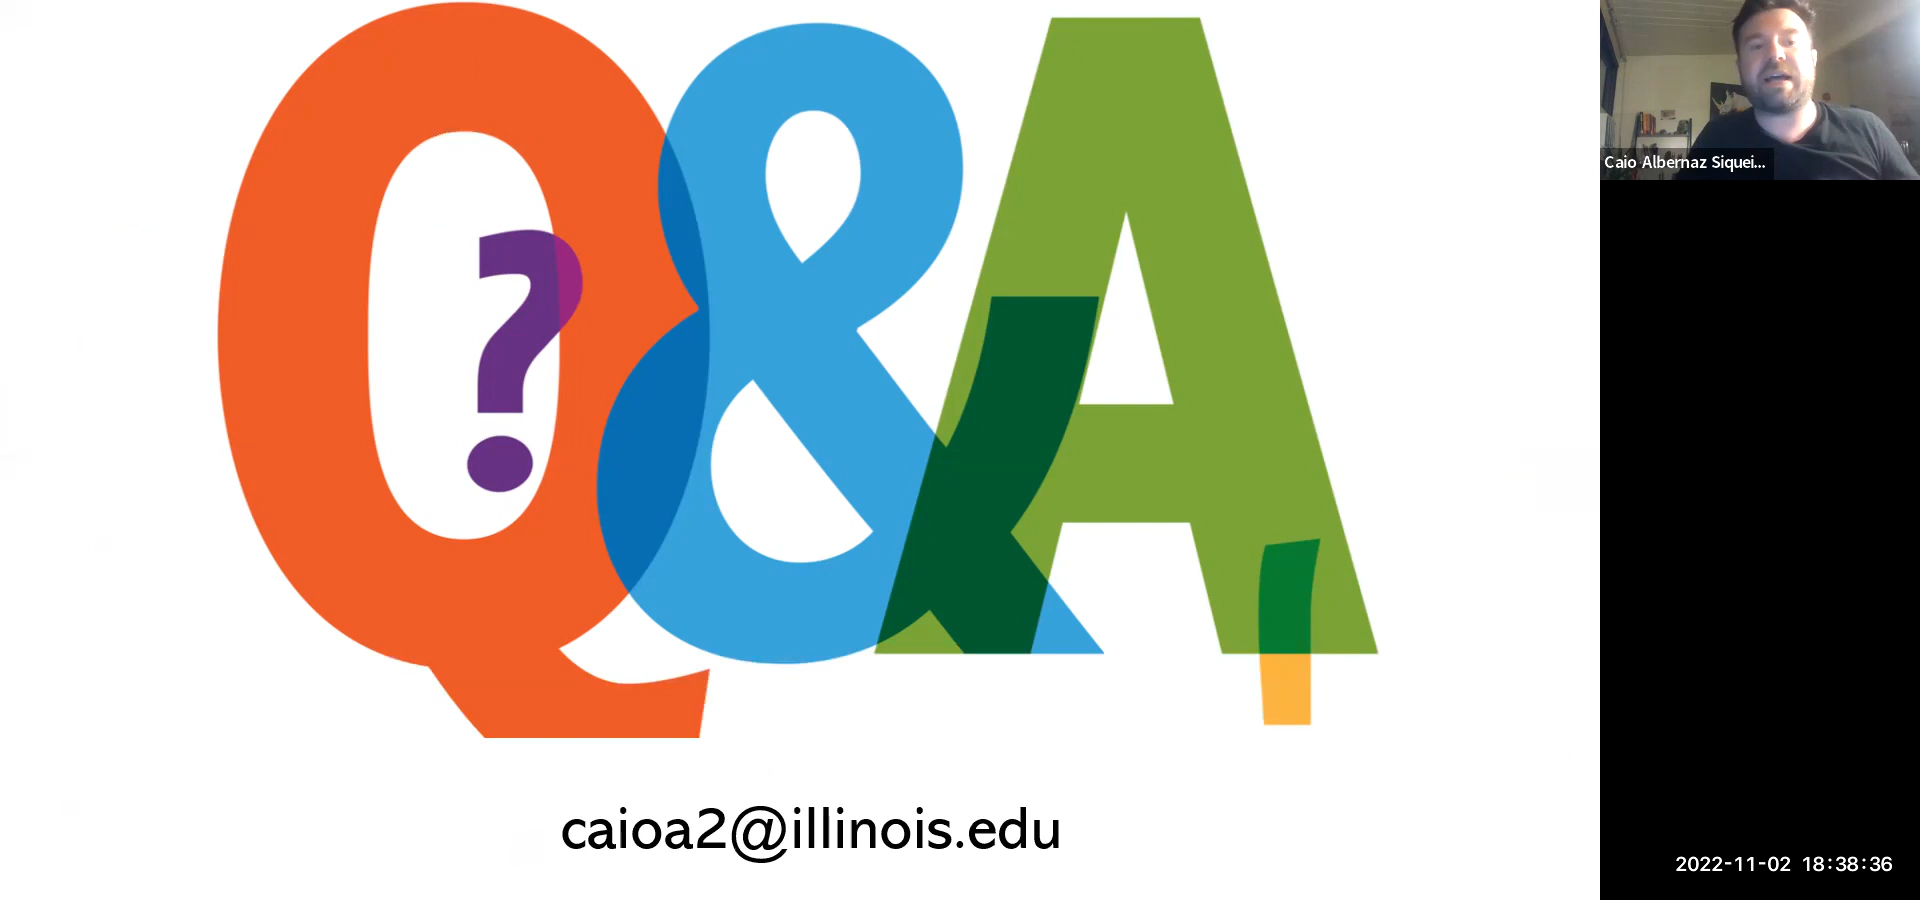 Q&A
?
caioa2@illinois.edu
Caio Albernaz Siquei...
2022-11-02 18:38:36